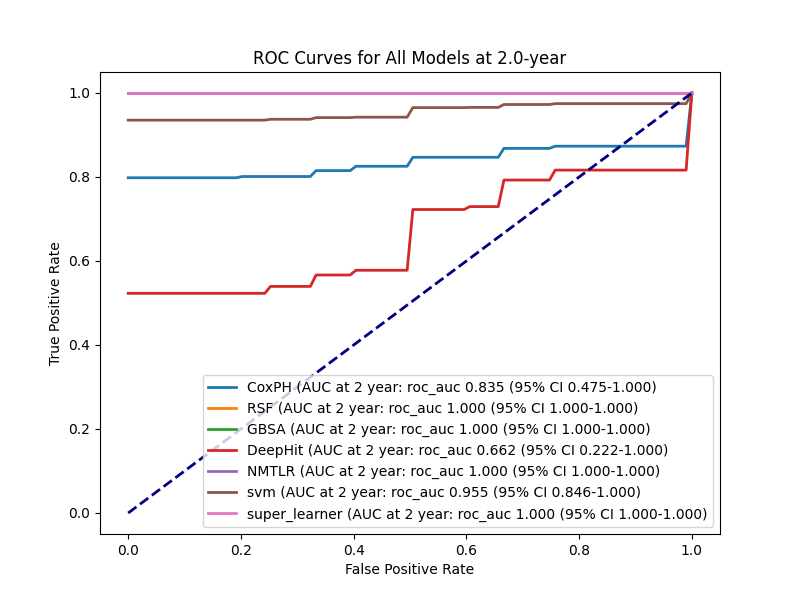 ROC Curves for All Models at 2.0-year
True Positive Rate
1.0
0.8
0.6
0.4
0.2
0.0
CoxPH (AUC at 2 year: roc_auc 0.835 (95% CI 0.475-1.000)
RSF (AUC at 2 year: roc_auc 1.000 (95% CI 1.000-1.000)
GBSA (AUC at 2 year: roc_auc 1.000 (95% CI 1.000-1.000)
DeepHit (AUC at 2 year: roc_auc 0.662 (95% CI 0.222-1.000)
NMTLR (AUC at 2 year: roc_auc 1.000 (95% CI 1.000-1.000)
svm (AUC at 2 year: roc_auc 0.955 (95% CI 0.846-1.000)
super_learner (AUC at 2 year: roc_auc 1.000 (95% CI 1.000-1.000)
0.0 0.2 0.4 0.6 0.8 1.0
False Positive Rate